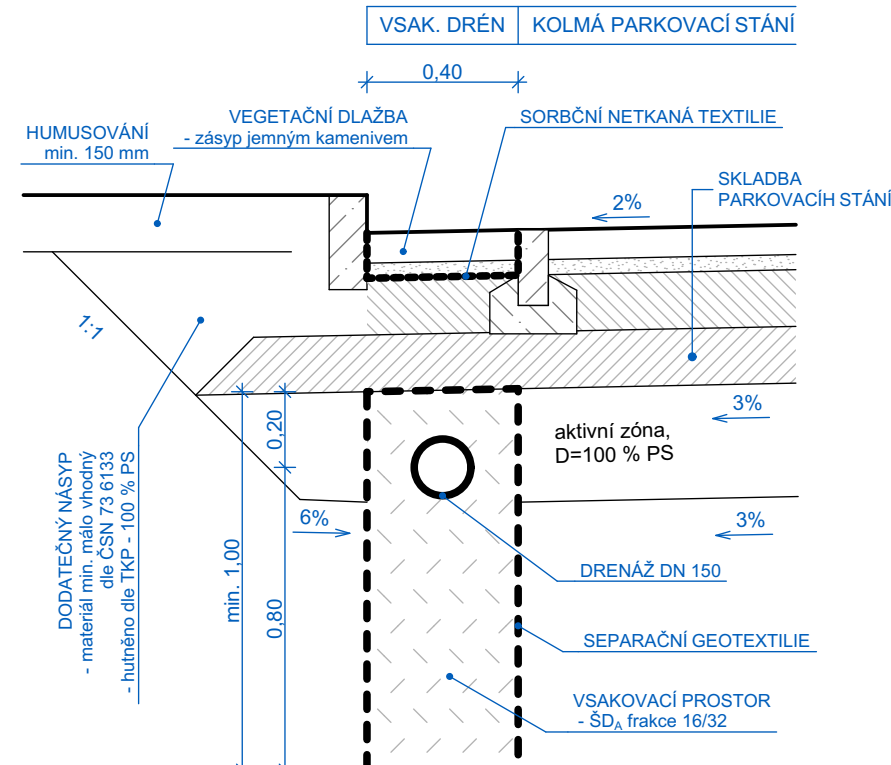 VSAK. DRÉN
KOLMÁ PARKOVACÍ STÁNÍ
0,40
VEGETAČNÍ DLAŽBA
- zásyp jemným kamenivem
SORBČNÍ NETKANÁ TEXTILIE
HUMUSOVÁNÍ
min. 150 mm
SKLADBA
PARKOVACÍH STÁNÍ
2%
1:1
3%
aktivní zóna,
D=100 % PS
0,20
6%
3%
DODATEČNÝ NÁSYP
- materiál min. málo vhodný
dle ČSN 73 6133
- hutněno dle TKP - 100 % PS
min. 1,00
0,80
DRENÁŽ DN 150
SEPARAČNÍ GEOTEXTILIE
VSAKOVACÍ PROSTOR
- ŠDA frakce 16/32